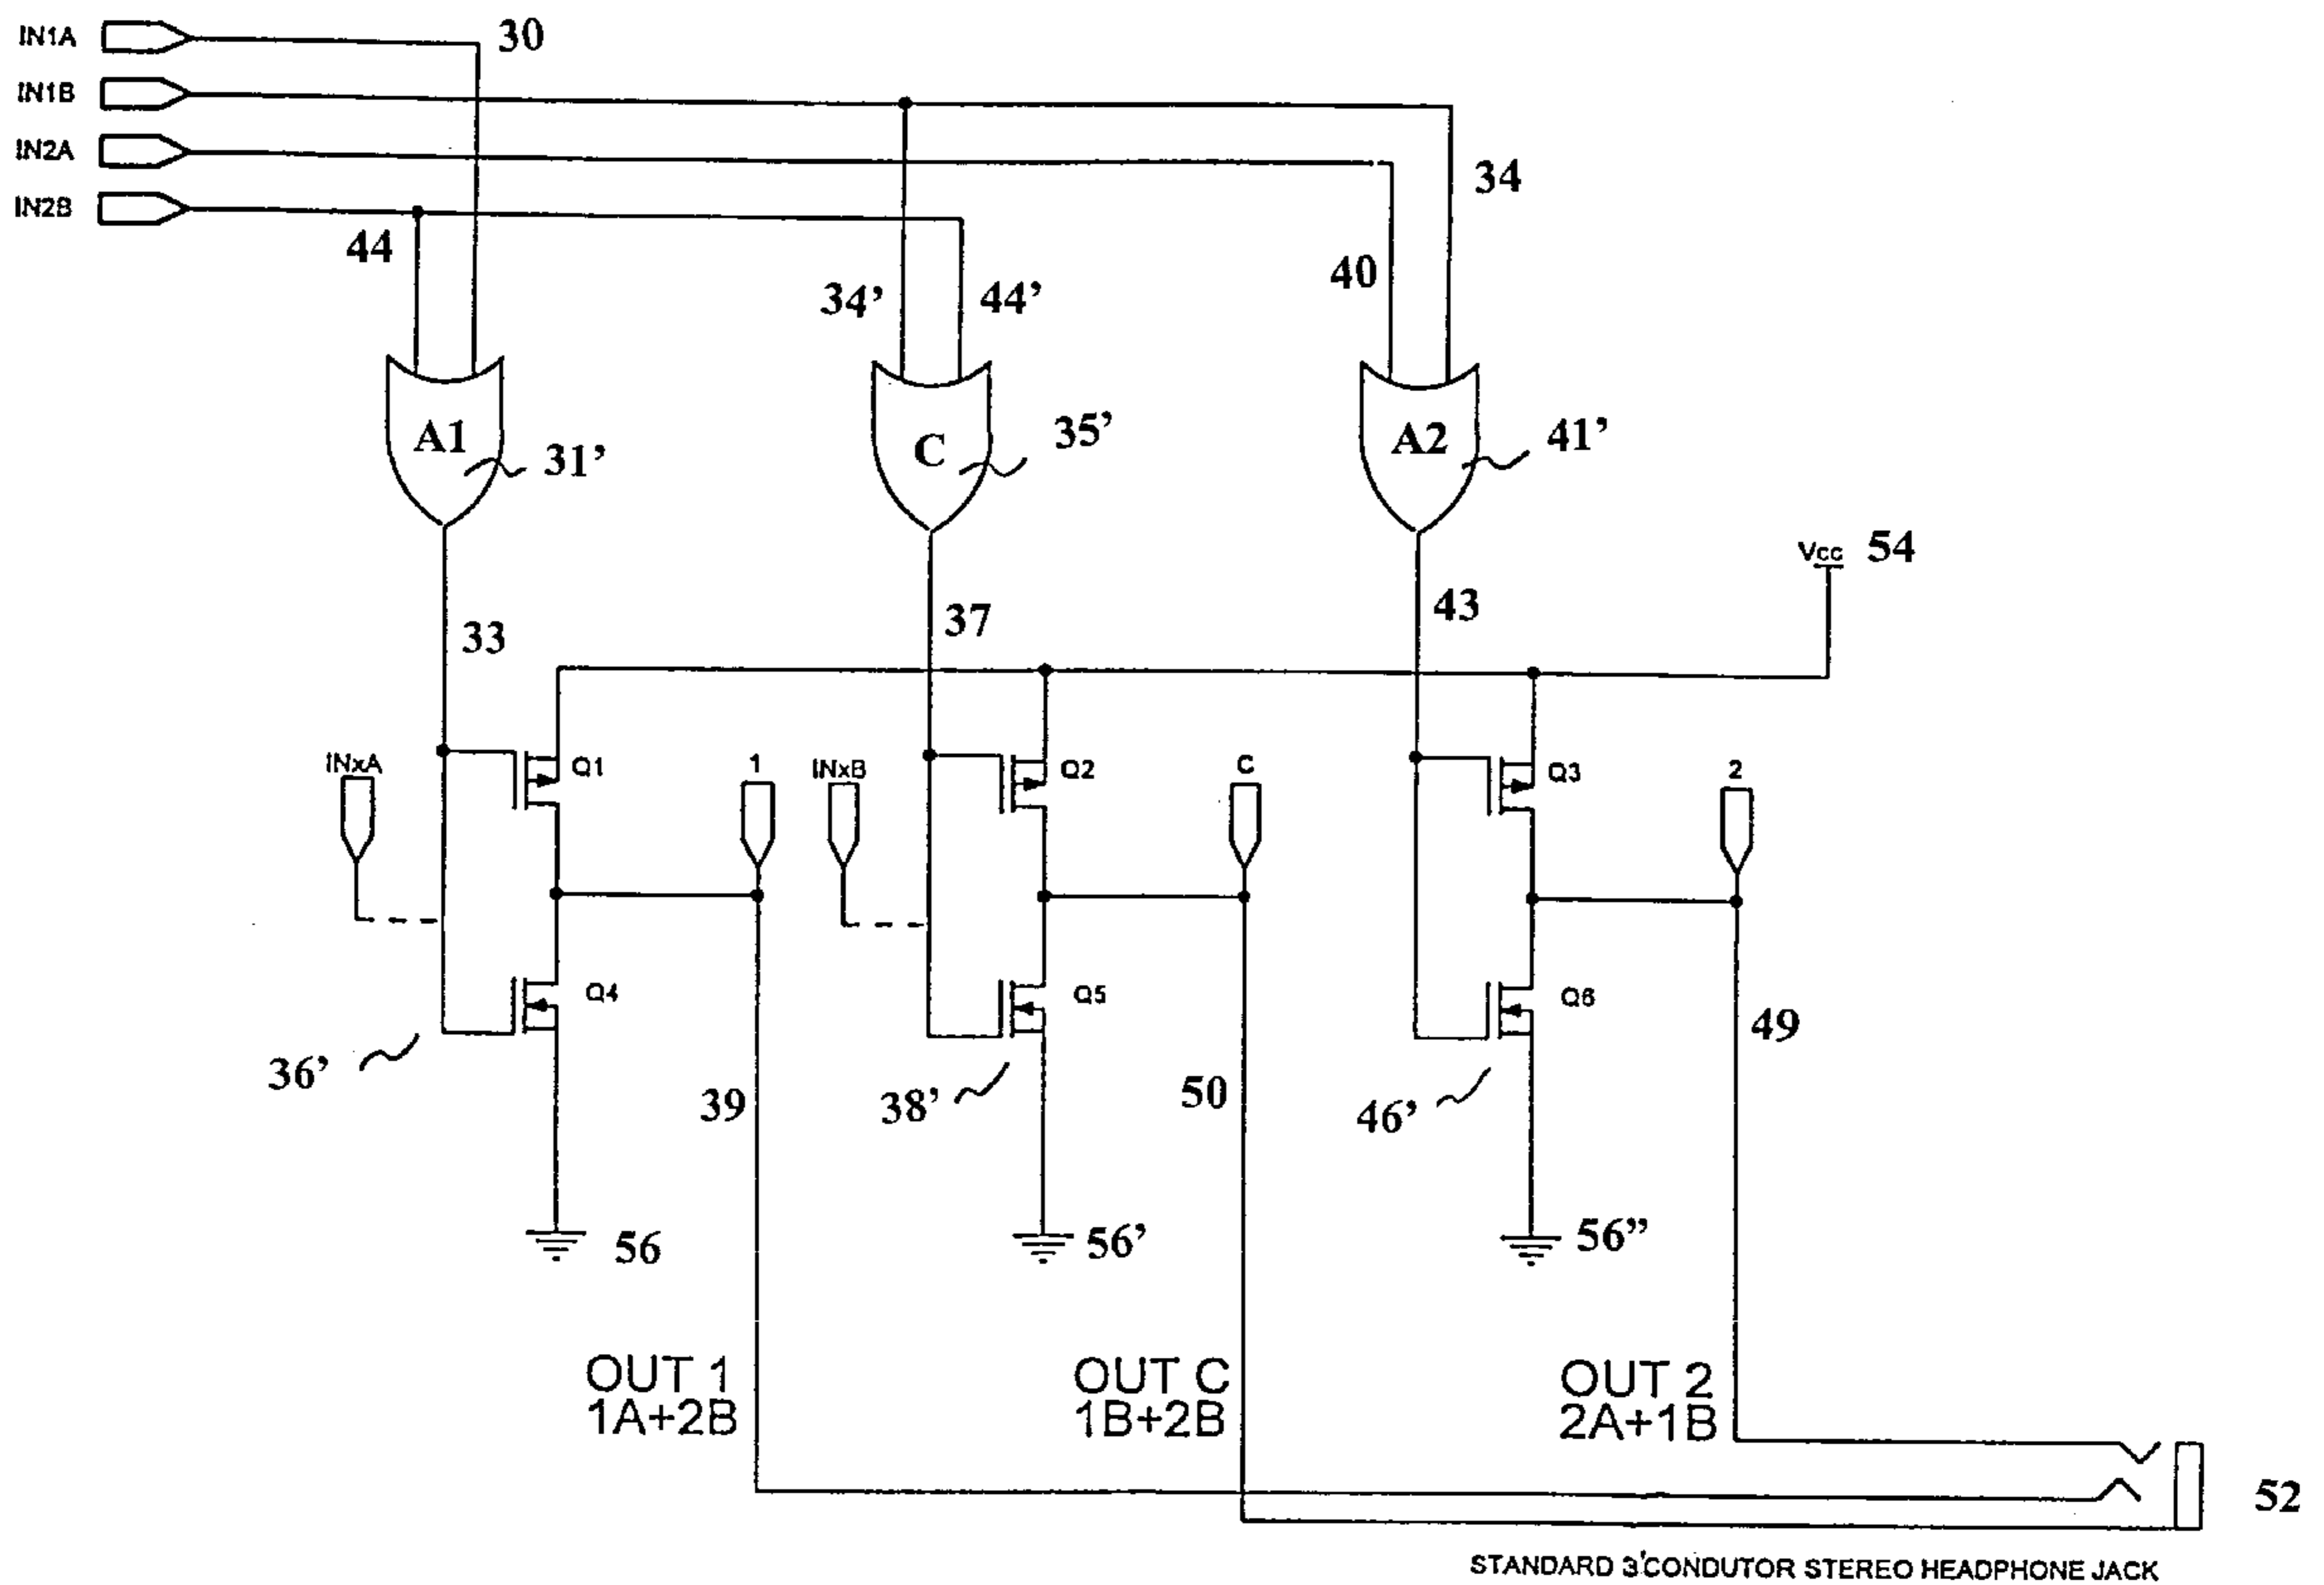 IN1A
30
IN1B
IN2A
34
IN2B
44
40
34’
44’
A1
C
A2
35’
41’
31’
Vcc 54
33
37
43
INxA
Q1
1
INxB
Q2
C
Q3
2
Q4
Q5
Q6
49
36’
39
38’
50
46’
56
56’
56”
OUT 1
1A+2B
OUT C
1B+2B
OUT 2
2A+1B
52
STANDARD 3'CONDUTOR STEREO HEADPHONE JACK